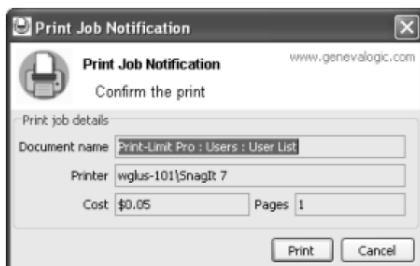 Print Job Notification
www.genevalogic.com
Print Job Notification
Confirm the print
Print job details
Document name Print-Limit Pro : Users : User List
Printer wglus-101\SnagIt 7
Cost $0.05 Pages 1
Print Cancel